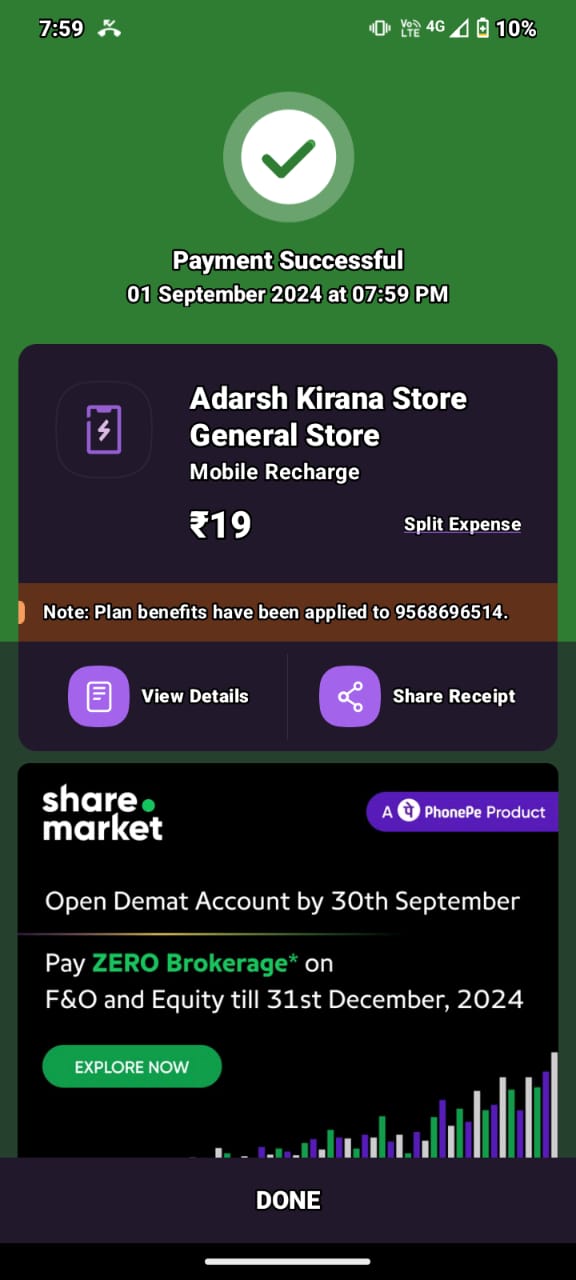 7:59
Vo)) LTE 4G 10%
Payment Successful
01 September 2024 at 07:59 PM
Adarsh Kirana Store
General Store
Mobile Recharge
₹19
Split Expense
Note: Plan benefits have been applied to 9568696514.
View Details
Share Receipt
share.
market
A पे PhonePe Product
Open Demat Account by 30th September
Pay ZERO Brokerage* on
F&O and Equity till 31st December, 2024
EXPLORE NOW
DONE